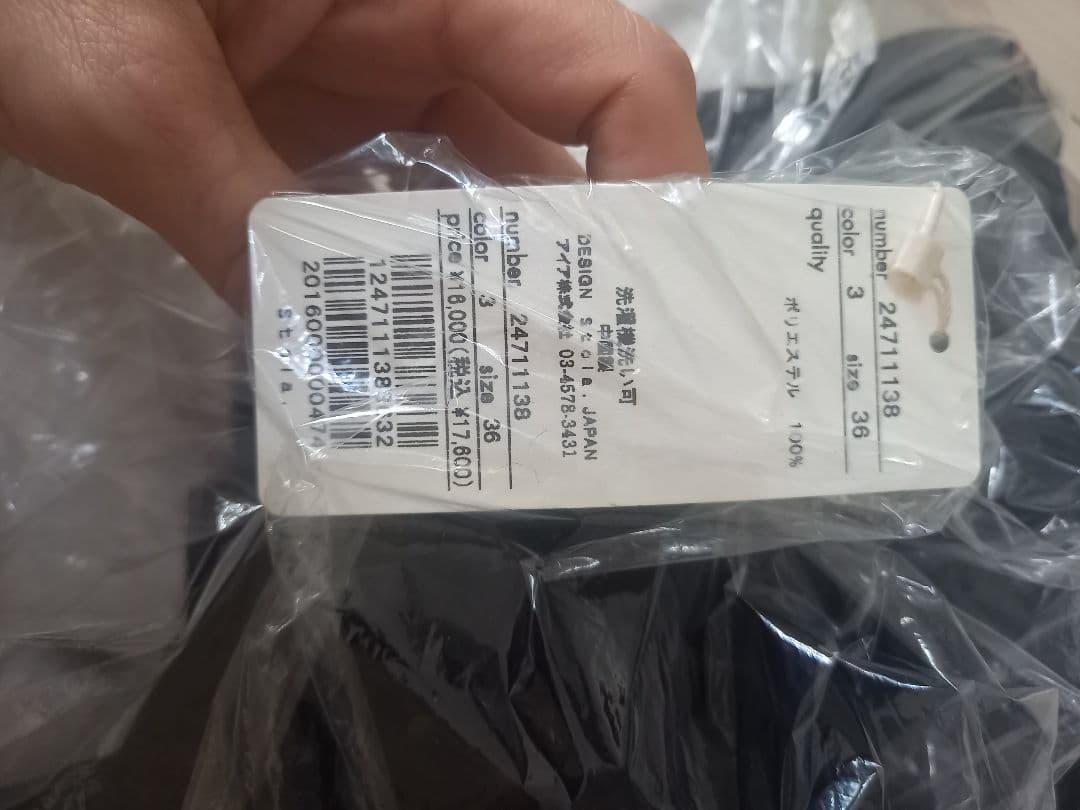 number 24711138
color 3 size 36
quality
ポリエステル 100%
洗濯機洗い可
中国製
DESIGN stola. JAPAN
アイア株式会社 03-4578-3431
number 24711138
color 3 size 36
price ¥16,000(税込 ¥17,600)
stola.